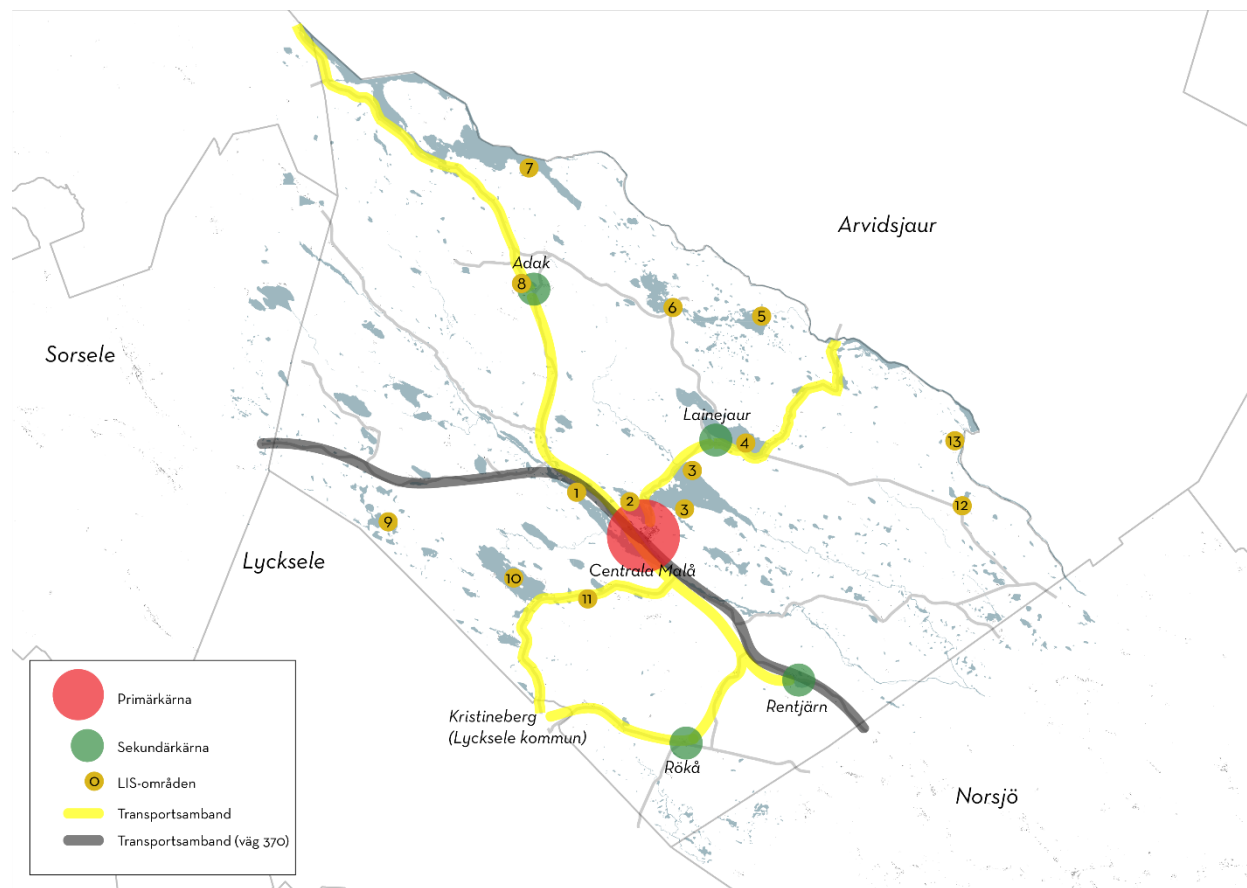 7
Arvidsjaur
Adak
8
6
5
Sorsele
Lainejaur
4
13
3
1
2
3
12
9
Lycksele
Centrala Malå
10
11
Rentjärn
Kristineberg
(Lycksele kommun)
Rökå
Norsjö
Primärkärna
Sekundärkärna
O
LIS-områden
Transportsamband
Transportsamband (väg 370)